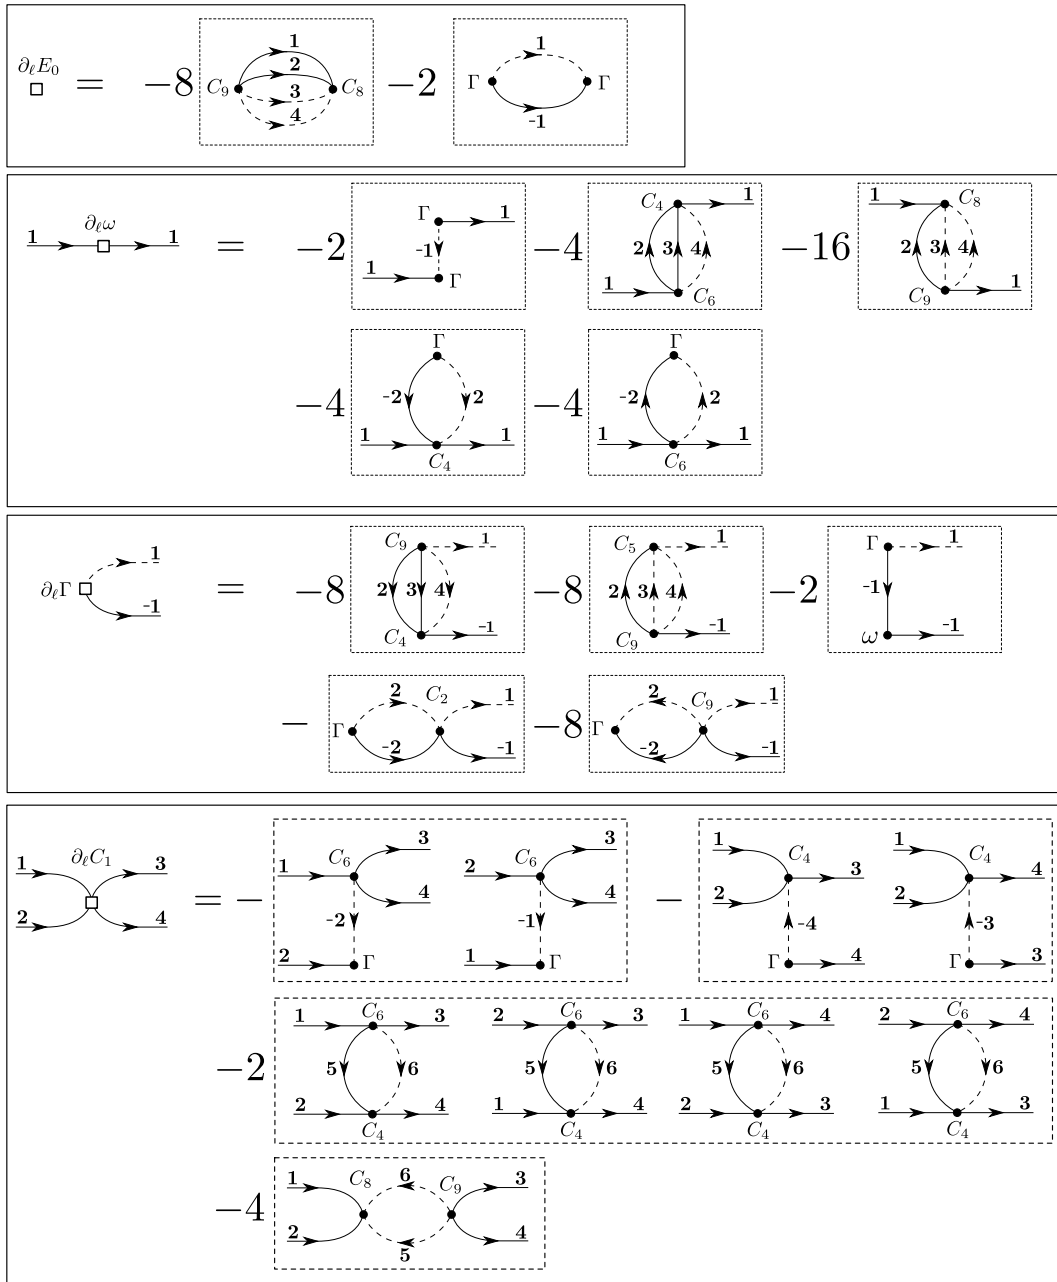 ∂ℓE₀ = −8 C₉ 1 2 3 4 C₈ −2 Γ 1 -1 Γ
1 ∂ℓω 1 = −2 Γ 1 -1 1 Γ −4 C₄ 1 2 3 4 1 C₆ −16 1 C₈ 2 3 4 C₉ 1
−4 Γ -2 2 1 1 C₄ −4 Γ -2 2 1 1 C₆
∂ℓΓ 1 -1 = −8 C₉ 1 2 3 4 C₄ -1 −8 C₅ 1 2 3 4 C₉ -1 −2 Γ 1 -1 ω -1
− Γ 2 -2 C₂ 1 -1 −8 Γ 2 -2 C₉ 1 -1
1 2 ∂ℓC₁ 3 4 = − 1 C₆ 3 4 -2 2 Γ 2 C₆ 3 4 -1 1 Γ − 1 2 C₄ 3 -4 Γ 4 1 2 C₄ 4 -3 Γ 3
−2 1 C₆ 3 5 6 2 C₄ 4 2 C₆ 3 5 6 1 C₄ 4 1 C₆ 4 5 6 2 C₄ 3 2 C₆ 4 5 6 1 C₄ 3
−4 1 2 C₈ 6 5 C₉ 3 4